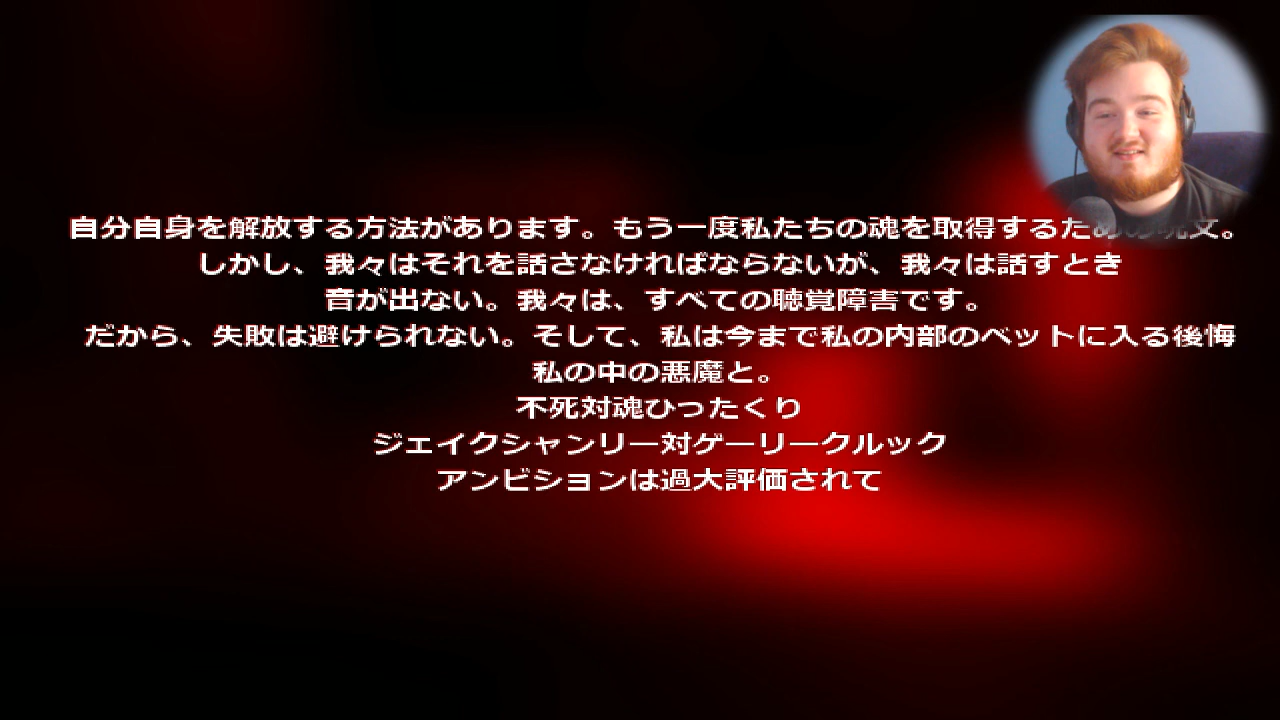 自分自身を解放する方法があります。もう一度私たちの魂を取得するための呪文。
しかし、我々はそれを話さなければならないが、我々は話すとき
音が出ない。我々は、すべての聴覚障害です。
だから、失敗は避けられない。そして、私は今まで私の内部のペットに入る後悔
私の中の悪魔と。
不死対魂ひったくり
ジェイクシャンリー対ゲーリークルック
アンビションは過大評価されて